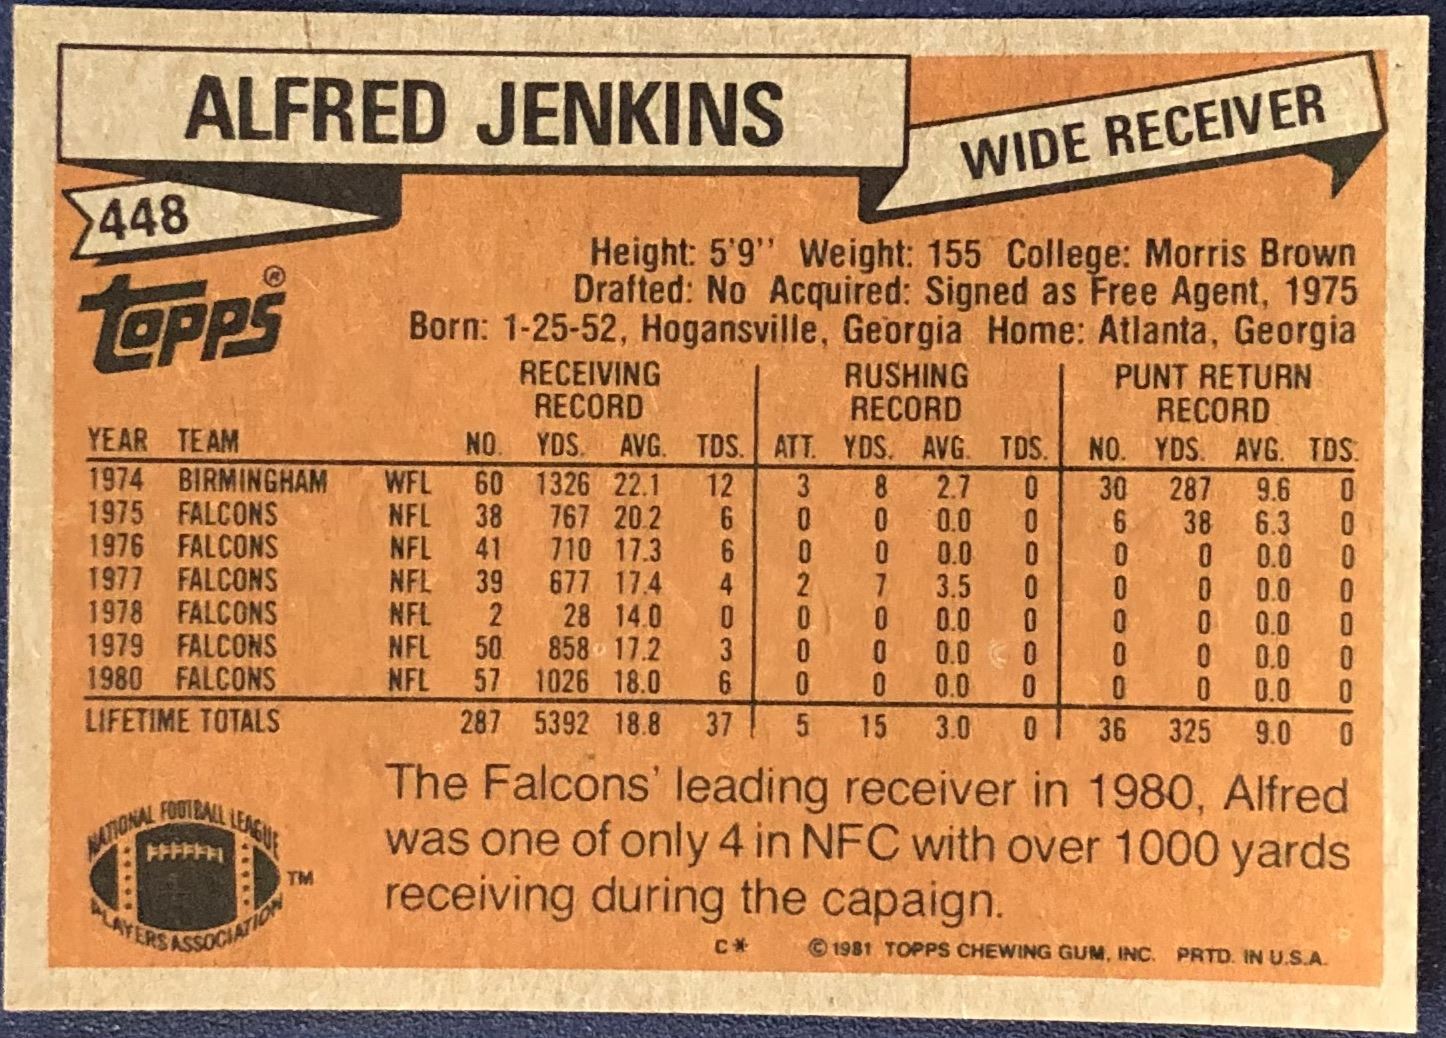 ALFRED JENKINS
WIDE RECEIVER
448
TOPPS®
Height: 5'9'' Weight: 155 College: Morris Brown
Drafted: No Acquired: Signed as Free Agent, 1975
Born: 1-25-52, Hogansville, Georgia Home: Atlanta, Georgia
RECEIVING RECORD RUSHING RECORD PUNT RETURN RECORD
YEAR TEAM NO. YDS. AVG. TDS. ATT. YDS. AVG. TDS. NO. YDS. AVG. TDS.
1974 BIRMINGHAM WFL 60 1326 22.1 12 3 8 2.7 0 30 287 9.6 0
1975 FALCONS NFL 38 767 20.2 6 0 0 0.0 0 6 38 6.3 0
1976 FALCONS NFL 41 710 17.3 6 0 0 0.0 0 0 0 0.0 0
1977 FALCONS NFL 39 677 17.4 4 2 7 3.5 0 0 0 0.0 0
1978 FALCONS NFL 2 28 14.0 0 0 0 0.0 0 0 0 0.0 0
1979 FALCONS NFL 50 858 17.2 3 0 0 0.0 0 0 0 0.0 0
1980 FALCONS NFL 57 1026 18.0 6 0 0 0.0 0 0 0 0.0 0
LIFETIME TOTALS 287 5392 18.8 37 5 15 3.0 0 36 325 9.0 0
The Falcons' leading receiver in 1980, Alfred
was one of only 4 in NFC with over 1000 yards
receiving during the capaign.
NATIONAL FOOTBALL LEAGUE
PLAYERS ASSOCIATION
TM
C* ©1981 TOPPS CHEWING GUM, INC. PRTD. IN U.S.A.